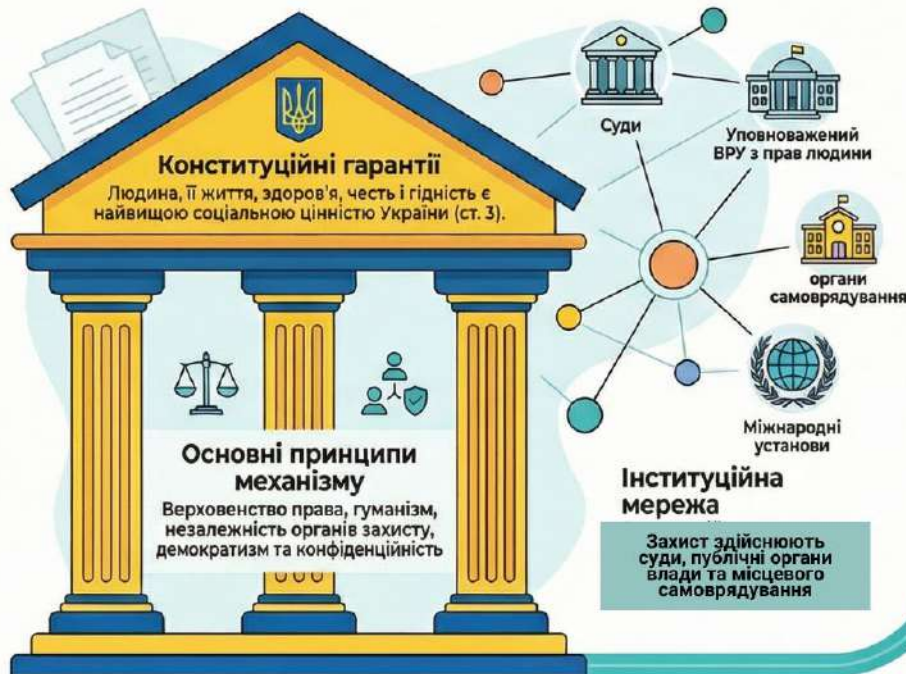 Конституційні гарантії
Людина, її життя, здоров'я, честь і гідність є
найвищою соціальною цінністю України (ст. 3).
Основні принципи
механізму
Верховенство права, гуманізм,
незалежність органів захисту,
демократизм та конфіденційність
Суди
Уповноважений
ВРУ з прав людини
органи
самоврядування
Міжнародні
установи
Інституційна
мережа
Захист здійснюють
суди, публічні органи
влади та місцевого
самоврядування